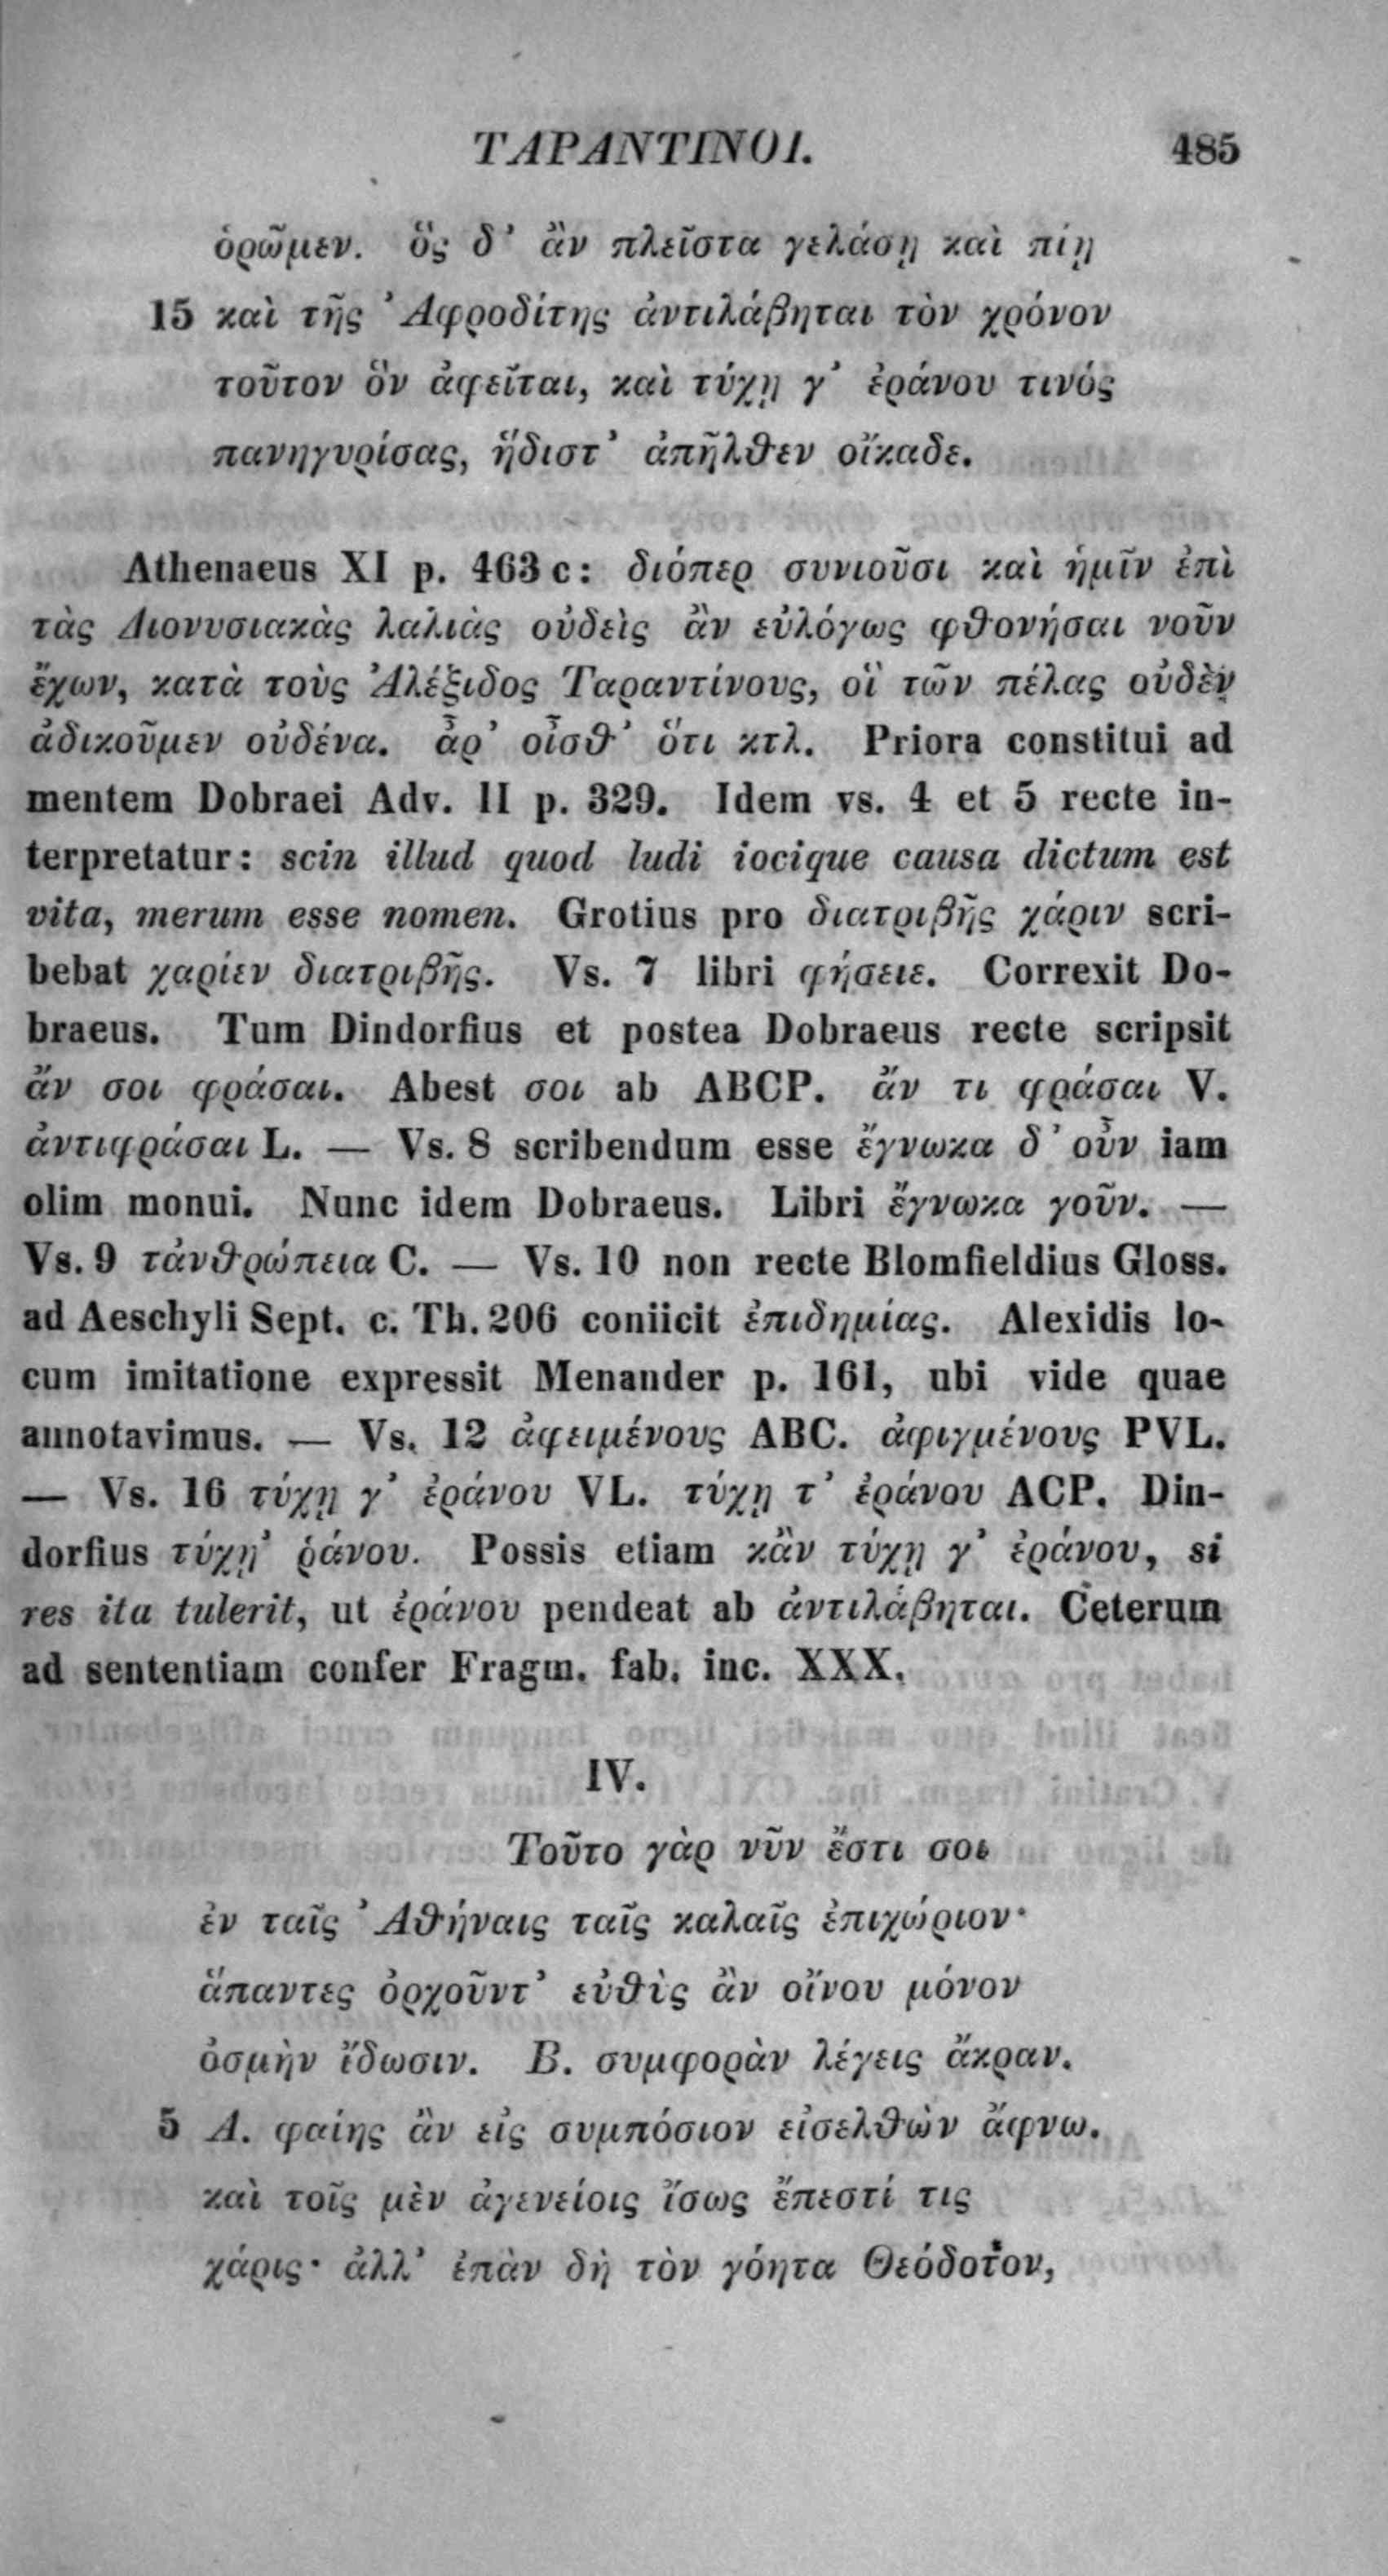 ΤΑΡΑΝΤΙΝΟΙ. 485
ὁρῶμεν. ὃς δ' ἂν πλεῖστα γελάσῃ καὶ πίῃ
15 καὶ τῆς Ἀφροδίτης ἀντιλάβηται τὸν χρόνον
τοῦτον ὃν ἀφεῖται, καὶ τύχῃ γ' ἐράνου τινός
πανηγυρίσας, ἥδιστ' ἀπῆλθεν οἴκαδε.
Athenaeus XI p. 463 c: διόπερ συνιοῦσι καὶ ἡμῖν ἐπὶ
τὰς Διονυσιακὰς λαλιὰς οὐδεὶς ἂν εὐλόγως φθονήσαι νοῦν
ἔχων, κατὰ τοὺς Ἀλέξιδος Ταραντίνους, οἳ τῶν πέλας οὐδὲν
ἀδικοῦμεν οὐδένα. ἆρ' οἶσθ' ὅτι κτλ. Priora constitui ad
mentem Dobraei Adv. II p. 329. Idem vs. 4 et 5 recte in-
terpretatur: scin illud quod ludi iocique causa dictum est
vita, merum esse nomen. Grotius pro διατριβῆς χάριν scri-
bebat χαρίεν διατριβῆς. Vs. 7 libri φήσειε. Correxit Do-
braeus. Tum Dindorfius et postea Dobraeus recte scripsit
ἄν σοι φράσαι. Abest σοι ab ABCP. ἄν τι φράσαι V.
ἀντιφράσαι L. — Vs. 8 scribendum esse ἔγνωκα δ' οὖν iam
olim monui. Nunc idem Dobraeus. Libri ἔγνωκα γοῦν. —
Vs. 9 τἀνθρώπεια C. — Vs. 10 non recte Blomfieldius Gloss.
ad Aeschyli Sept. c. Th. 206 coniicit ἐπιδημίας. Alexidis lo-
cum imitatione expressit Menander p. 161, ubi vide quae
annotavimus. — Vs. 12 ἀφειμένους ABC. ἀφιγμένους PVL.
— Vs. 16 τύχῃ γ' ἐράνου VL. τύχῃ τ' ἐράνου ACP. Din-
dorfius τύχῃ' ῥάνου. Possis etiam κἂν τύχῃ γ' ἐράνου, si
res ita tulerit, ut ἐράνου pendeat ab ἀντιλάβηται. Ceterum
ad sententiam confer Fragm. fab. inc. XXX.
IV.
Τοῦτο γὰρ νῦν ἔστι σοι
ἐν ταῖς Ἀθήναις ταῖς καλαῖς ἐπιχώριον·
ἅπαντες ὀρχοῦντ' εὐθὶς ἂν οἴνου μόνον
ὀσμὴν ἴδωσιν. Β. συμφορὰν λέγεις ἄκραν.
5 Α. φαίης ἂν εἰς συμπόσιον εἰσελθὼν ἄφνω.
καὶ τοῖς μὲν ἀγενείοις ἴσως ἔπεστί τις
χάρις· ἀλλ' ἐπὰν δὴ τὸν γόητα Θεόδοτον,